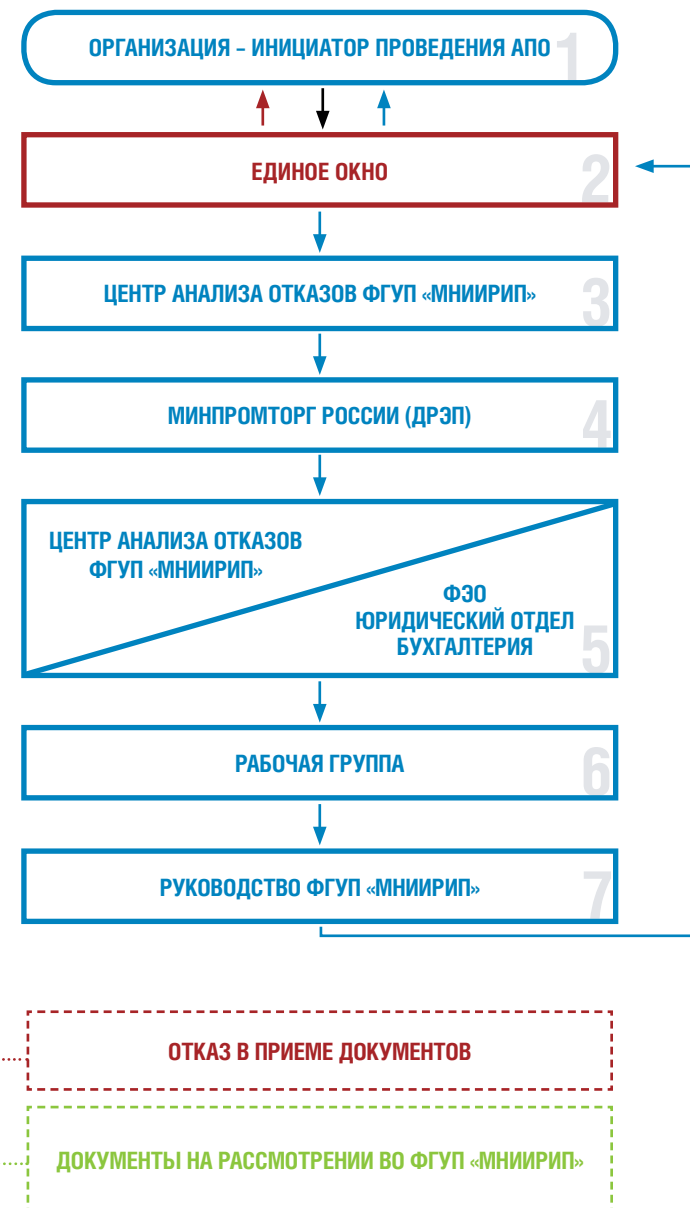 ОРГАНИЗАЦИЯ – ИНИЦИАТОР ПРОВЕДЕНИЯ АПО 1
ЕДИНОЕ ОКНО 2
ЦЕНТР АНАЛИЗА ОТКАЗОВ ФГУП «МНИИРИП» 3
МИНПРОМТОРГ РОССИИ (ДРЭП) 4
ЦЕНТР АНАЛИЗА ОТКАЗОВ
ФГУП «МНИИРИП»
ФЭО
ЮРИДИЧЕСКИЙ ОТДЕЛ
БУХГАЛТЕРИЯ 5
РАБОЧАЯ ГРУППА 6
РУКОВОДСТВО ФГУП «МНИИРИП» 7
ОТКАЗ В ПРИЕМЕ ДОКУМЕНТОВ
ДОКУМЕНТЫ НА РАССМОТРЕНИИ ВО ФГУП «МНИИРИП»